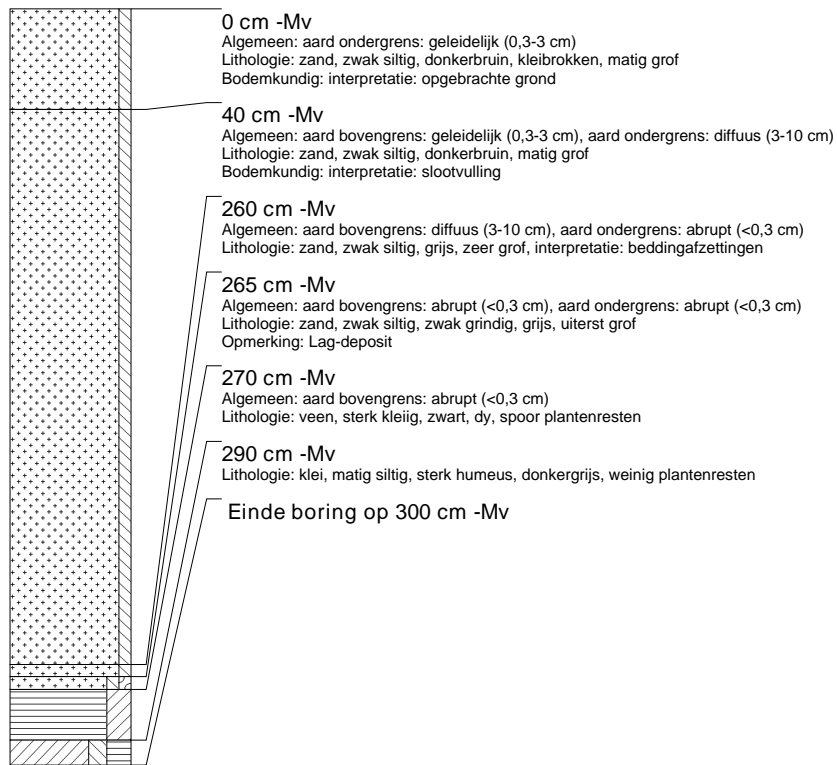 0 cm -Mv
Algemeen: aard ondergrens: geleidelijk (0,3-3 cm)
Lithologie: zand, zwak siltig, donkerbruin, kleibrokken, matig grof
Bodemkundig: interpretatie: opgebrachte grond
40 cm -Mv
Algemeen: aard bovengrens: geleidelijk (0,3-3 cm), aard ondergrens: diffuus (3-10 cm)
Lithologie: zand, zwak siltig, donkerbruin, matig grof
Bodemkundig: interpretatie: slootvulling
260 cm -Mv
Algemeen: aard bovengrens: diffuus (3-10 cm), aard ondergrens: abrupt (<0,3 cm)
Lithologie: zand, zwak siltig, grijs, zeer grof, interpretatie: beddingafzettingen
265 cm -Mv
Algemeen: aard bovengrens: abrupt (<0,3 cm), aard ondergrens: abrupt (<0,3 cm)
Lithologie: zand, zwak siltig, zwak grindig, grijs, uiterst grof
Opmerking: Lag-deposit
270 cm -Mv
Algemeen: aard bovengrens: abrupt (<0,3 cm)
Lithologie: veen, sterk kleiig, zwart, dy, spoor plantenresten
290 cm -Mv
Lithologie: klei, matig siltig, sterk humeus, donkergrijs, weinig plantenresten
Einde boring op 300 cm -Mv